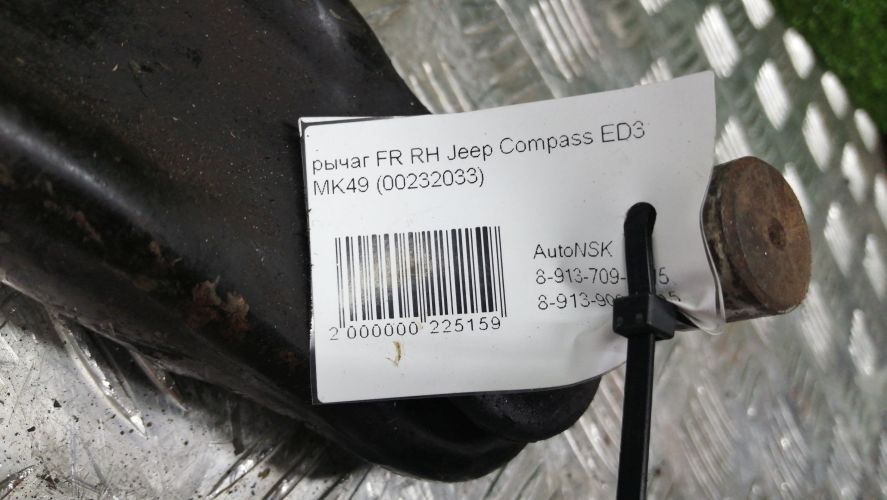 рычаг FR RH Jeep Compass ED3
MK49 (00232033)
2 000000 225159
AutoNSK